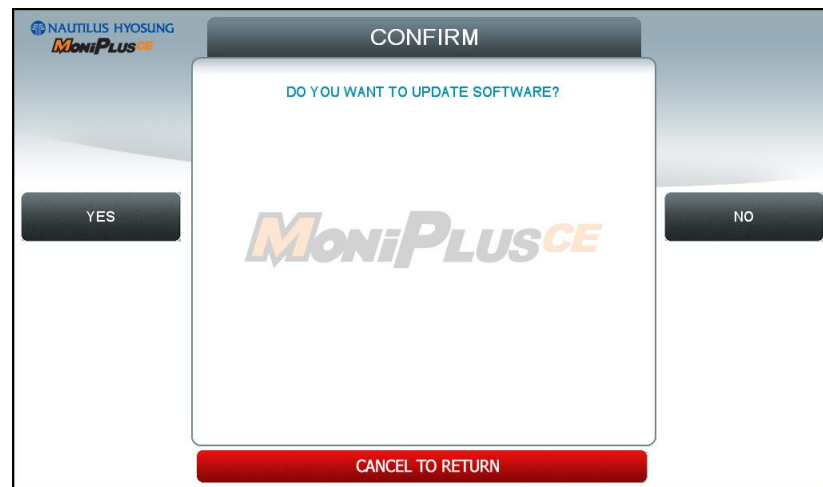 NAUTILUS HYOSUNG
MoniPlusCE
CONFIRM
DO YOU WANT TO UPDATE SOFTWARE?
YES
NO
MoniPlusCE
CANCEL TO RETURN